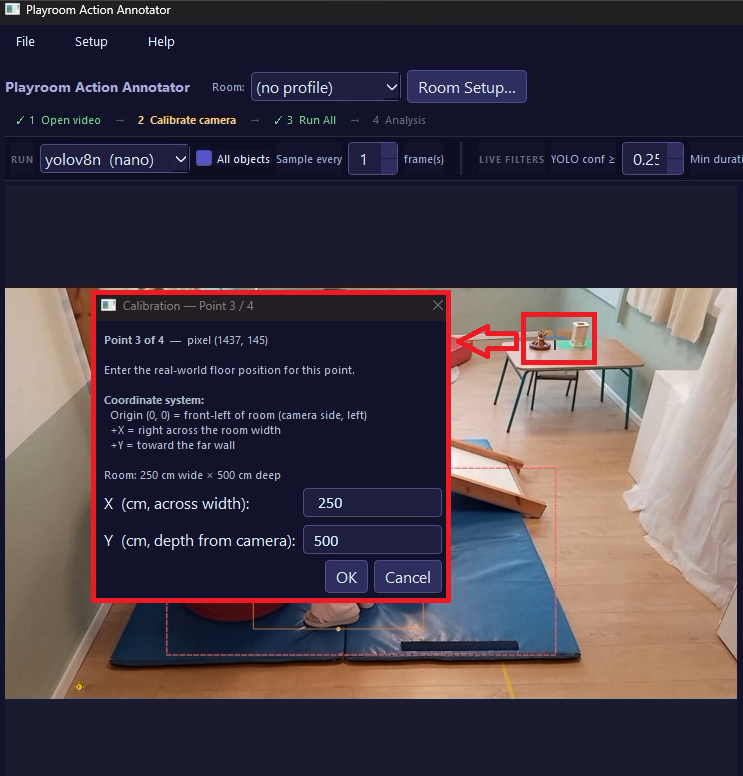 Playroom Action Annotator
File Setup Help
Playroom Action Annotator Room: (no profile) Room Setup...
✓ 1 Open video → 2 Calibrate camera → ✓ 3 Run All → 4 Analysis
RUN yolov8n (nano) All objects Sample every 1 frame(s) LIVE FILTERS YOLO conf ≥ 0.25 Min durati
Calibration — Point 3 / 4
Point 3 of 4 — pixel (1437, 145)
Enter the real-world floor position for this point.
Coordinate system:
Origin (0, 0) = front-left of room (camera side, left)
+X = right across the room width
+Y = toward the far wall
Room: 250 cm wide × 500 cm deep
X (cm, across width): 250
Y (cm, depth from camera): 500
OK Cancel